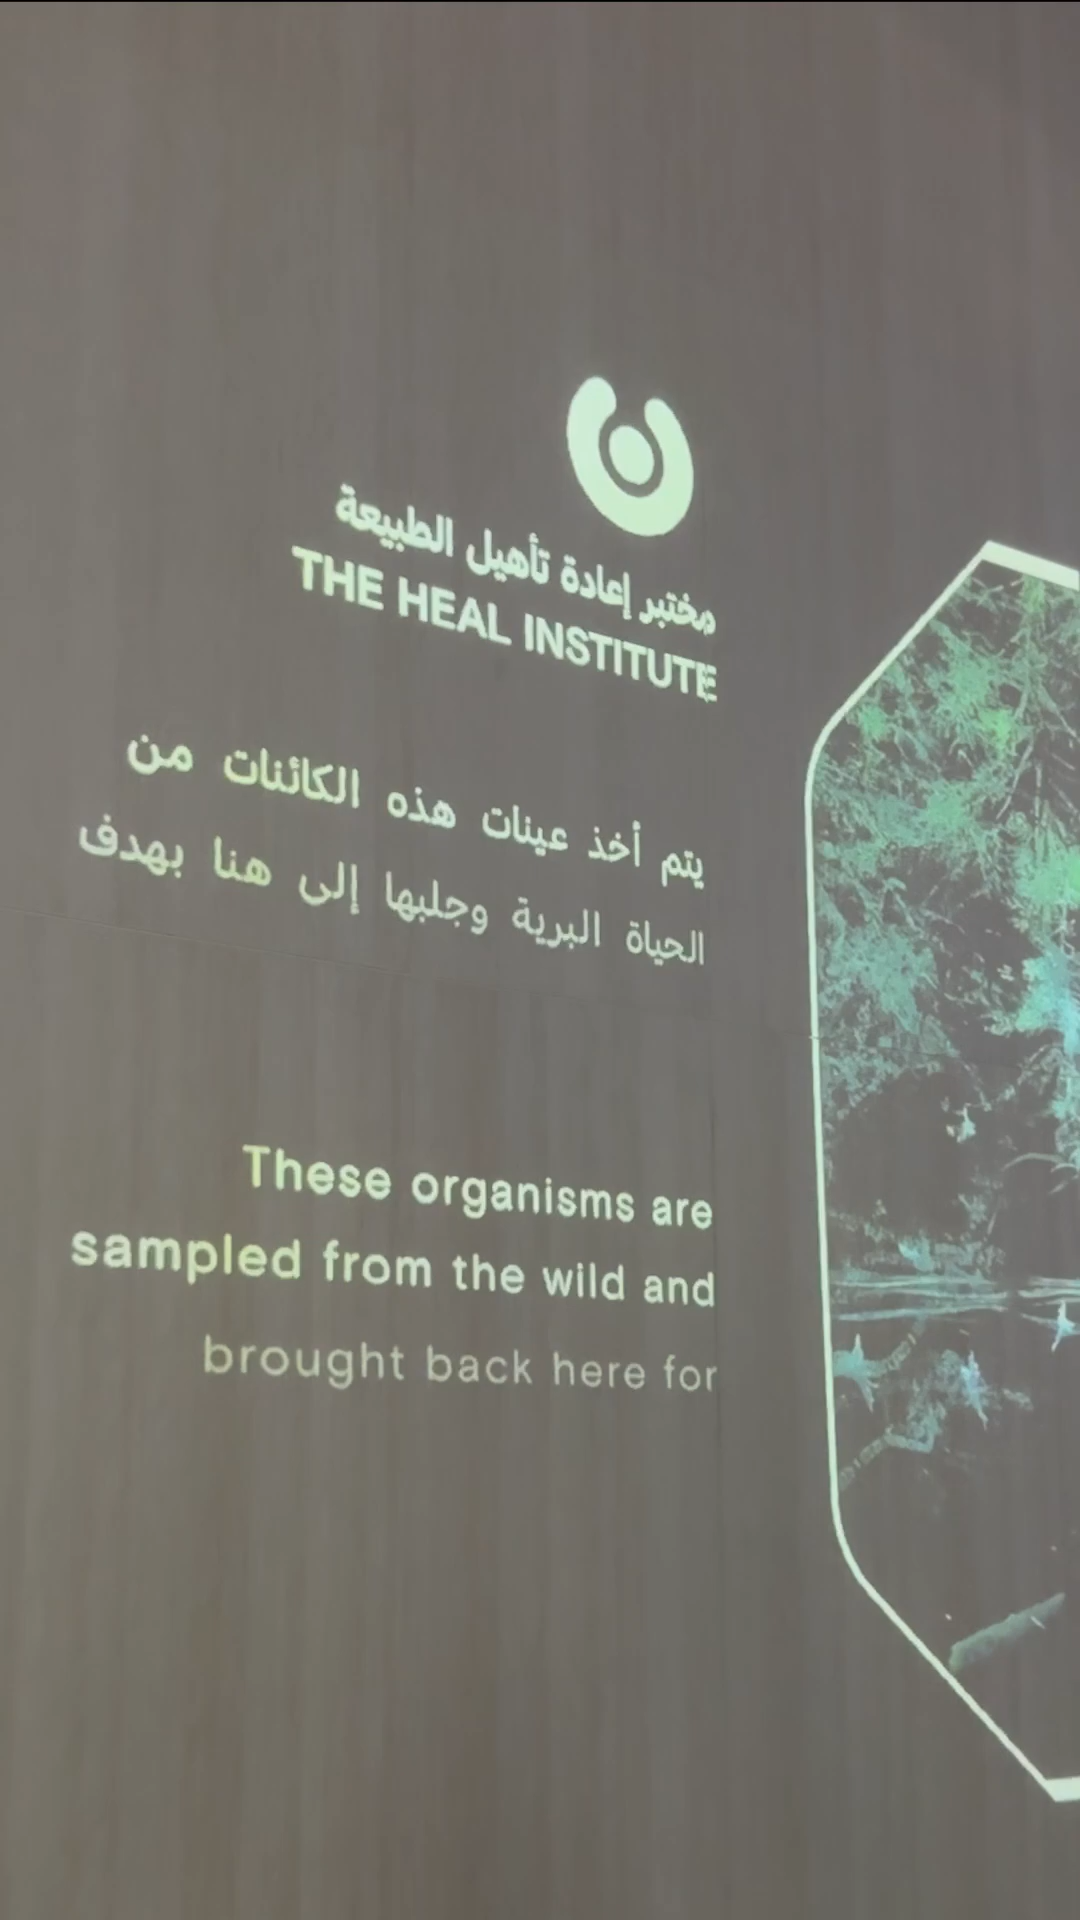 مختبر إعادة تأهيل الطبيعة
THE HEAL INSTITUTE
يتم أخذ عينات هذه الكائنات من
الحياة البرية وجلبها إلى هنا بهدف
These organisms are
sampled from the wild and
brought back here for